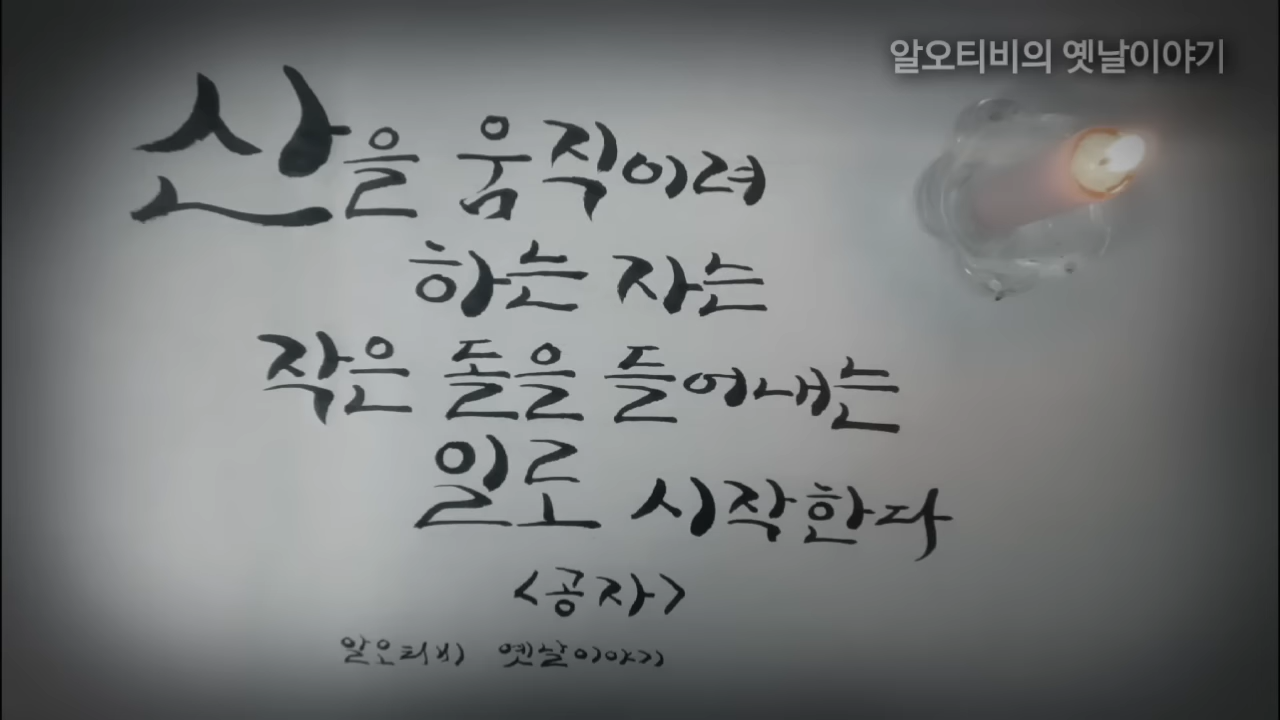 알오티비의 옛날이야기
산을 움직이려
하는 자는
작은 돌을 들어내는
일로 시작한다
<공자>
알오티비 옛날이야기